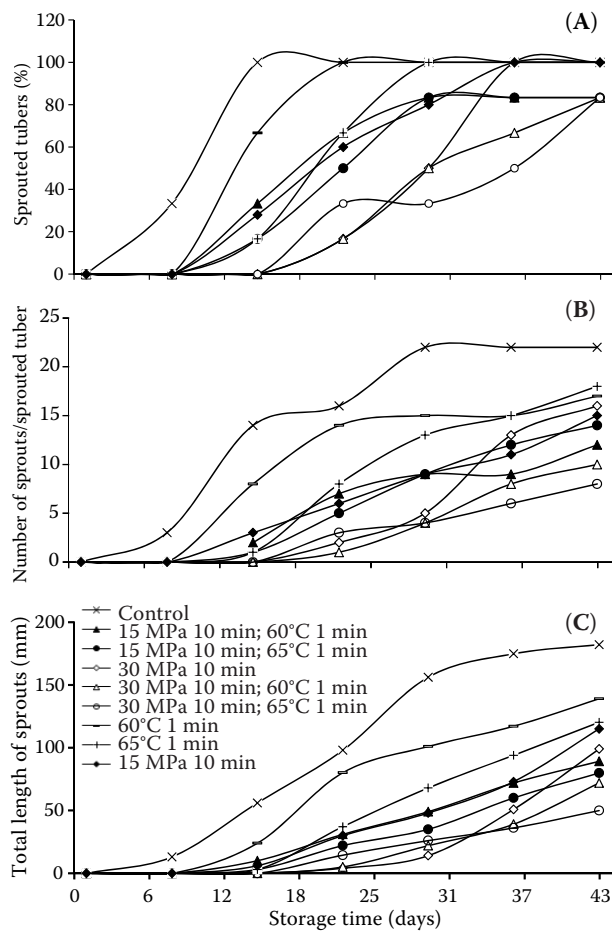 (A)
120
100
80
60
40
20
0
Sprouted tubers (%)
(B)
25
20
15
10
5
0
Number of sprouts/sprouted tuber
(C)
200
150
100
50
0
Total length of sprouts (mm)
Control
15 MPa 10 min; 60°C 1 min
15 MPa 10 min; 65°C 1 min
30 MPa 10 min
30 MPa 10 min; 60°C 1 min
30 MPa 10 min; 65°C 1 min
60°C 1 min
65°C 1 min
15 MPa 10 min
0 6 12 18 25 31 37 43
Storage time (days)